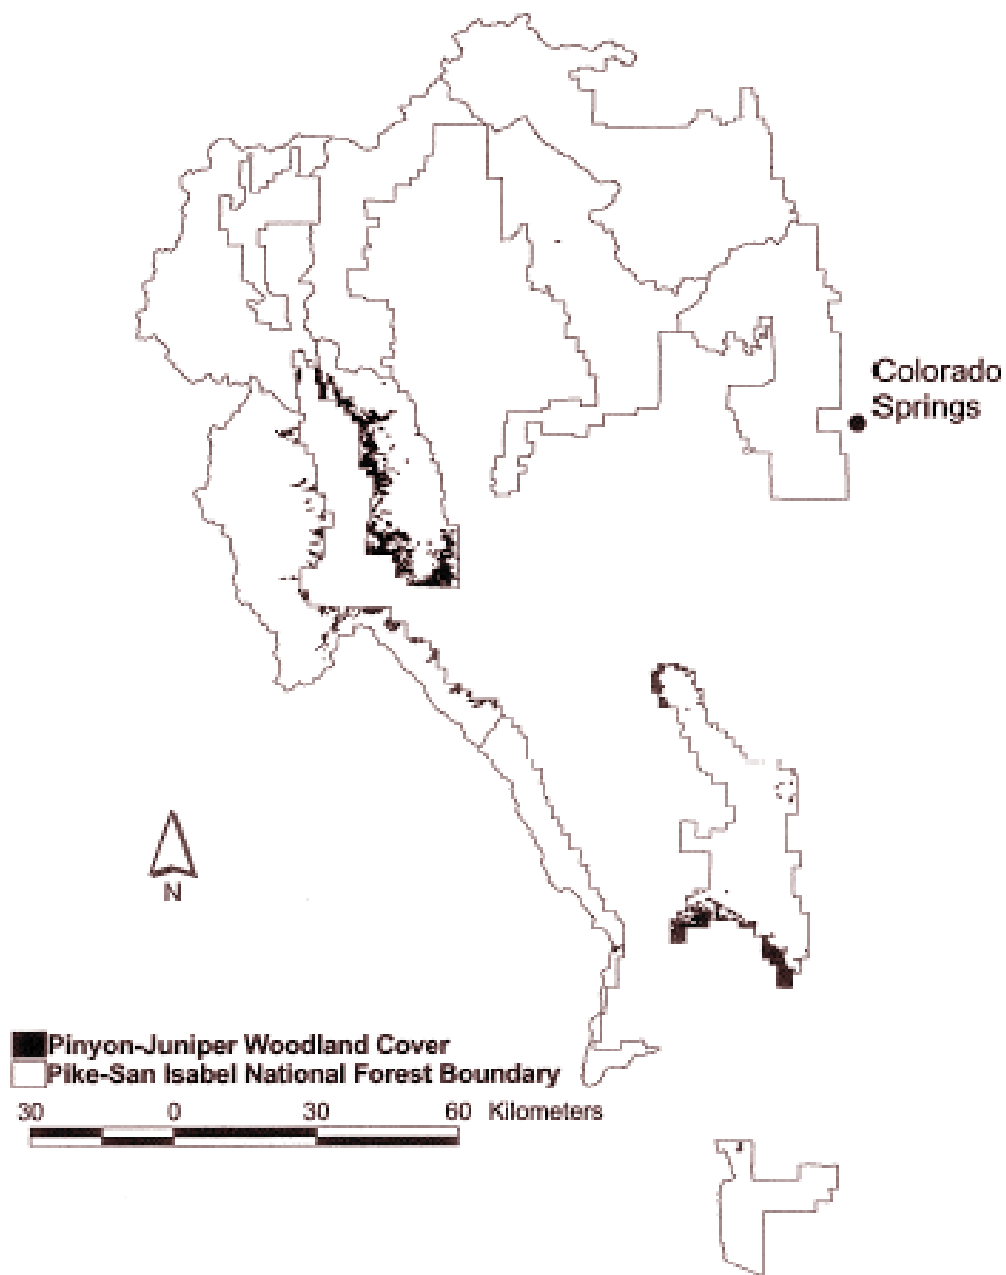 Colorado
Springs
N
Pinyon-Juniper Woodland Cover
Pike-San Isabel National Forest Boundary
30 0 30 60 Kilometers